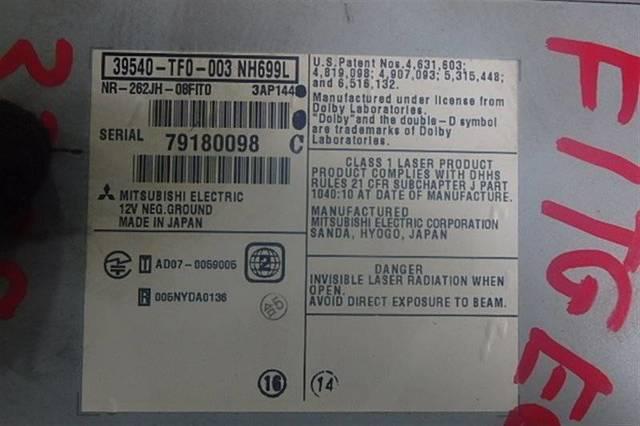 39540-TF0-003 NH699L
NR-262JH-08FIT0 3AP144
SERIAL 79180098 C
MITSUBISHI ELECTRIC
12V NEG.GROUND
MADE IN JAPAN
T AD07-0059005
2
R 005NYDA0136
16
14
U.S.Patent Nos.4,631,603;
4,819,098; 4,907,093; 5,315,448;
and 6,516,132.
Manufactured under license from
Dolby Laboratories.
"Dolby" and the double-D symbol
are trademarks of Dolby
Laboratories.
CLASS 1 LASER PRODUCT
PRODUCT COMPLIES WITH DHHS
RULES 21 CFR SUBCHAPTER J PART
1040:10 AT DATE OF MANUFACTURE.
MANUFACTURED
MITSUBISHI ELECTRIC CORPORATION
SANDA, HYOGO, JAPAN
DANGER
INVISIBLE LASER RADIATION WHEN
OPEN.
AVOID DIRECT EXPOSURE TO BEAM.
FIT GE